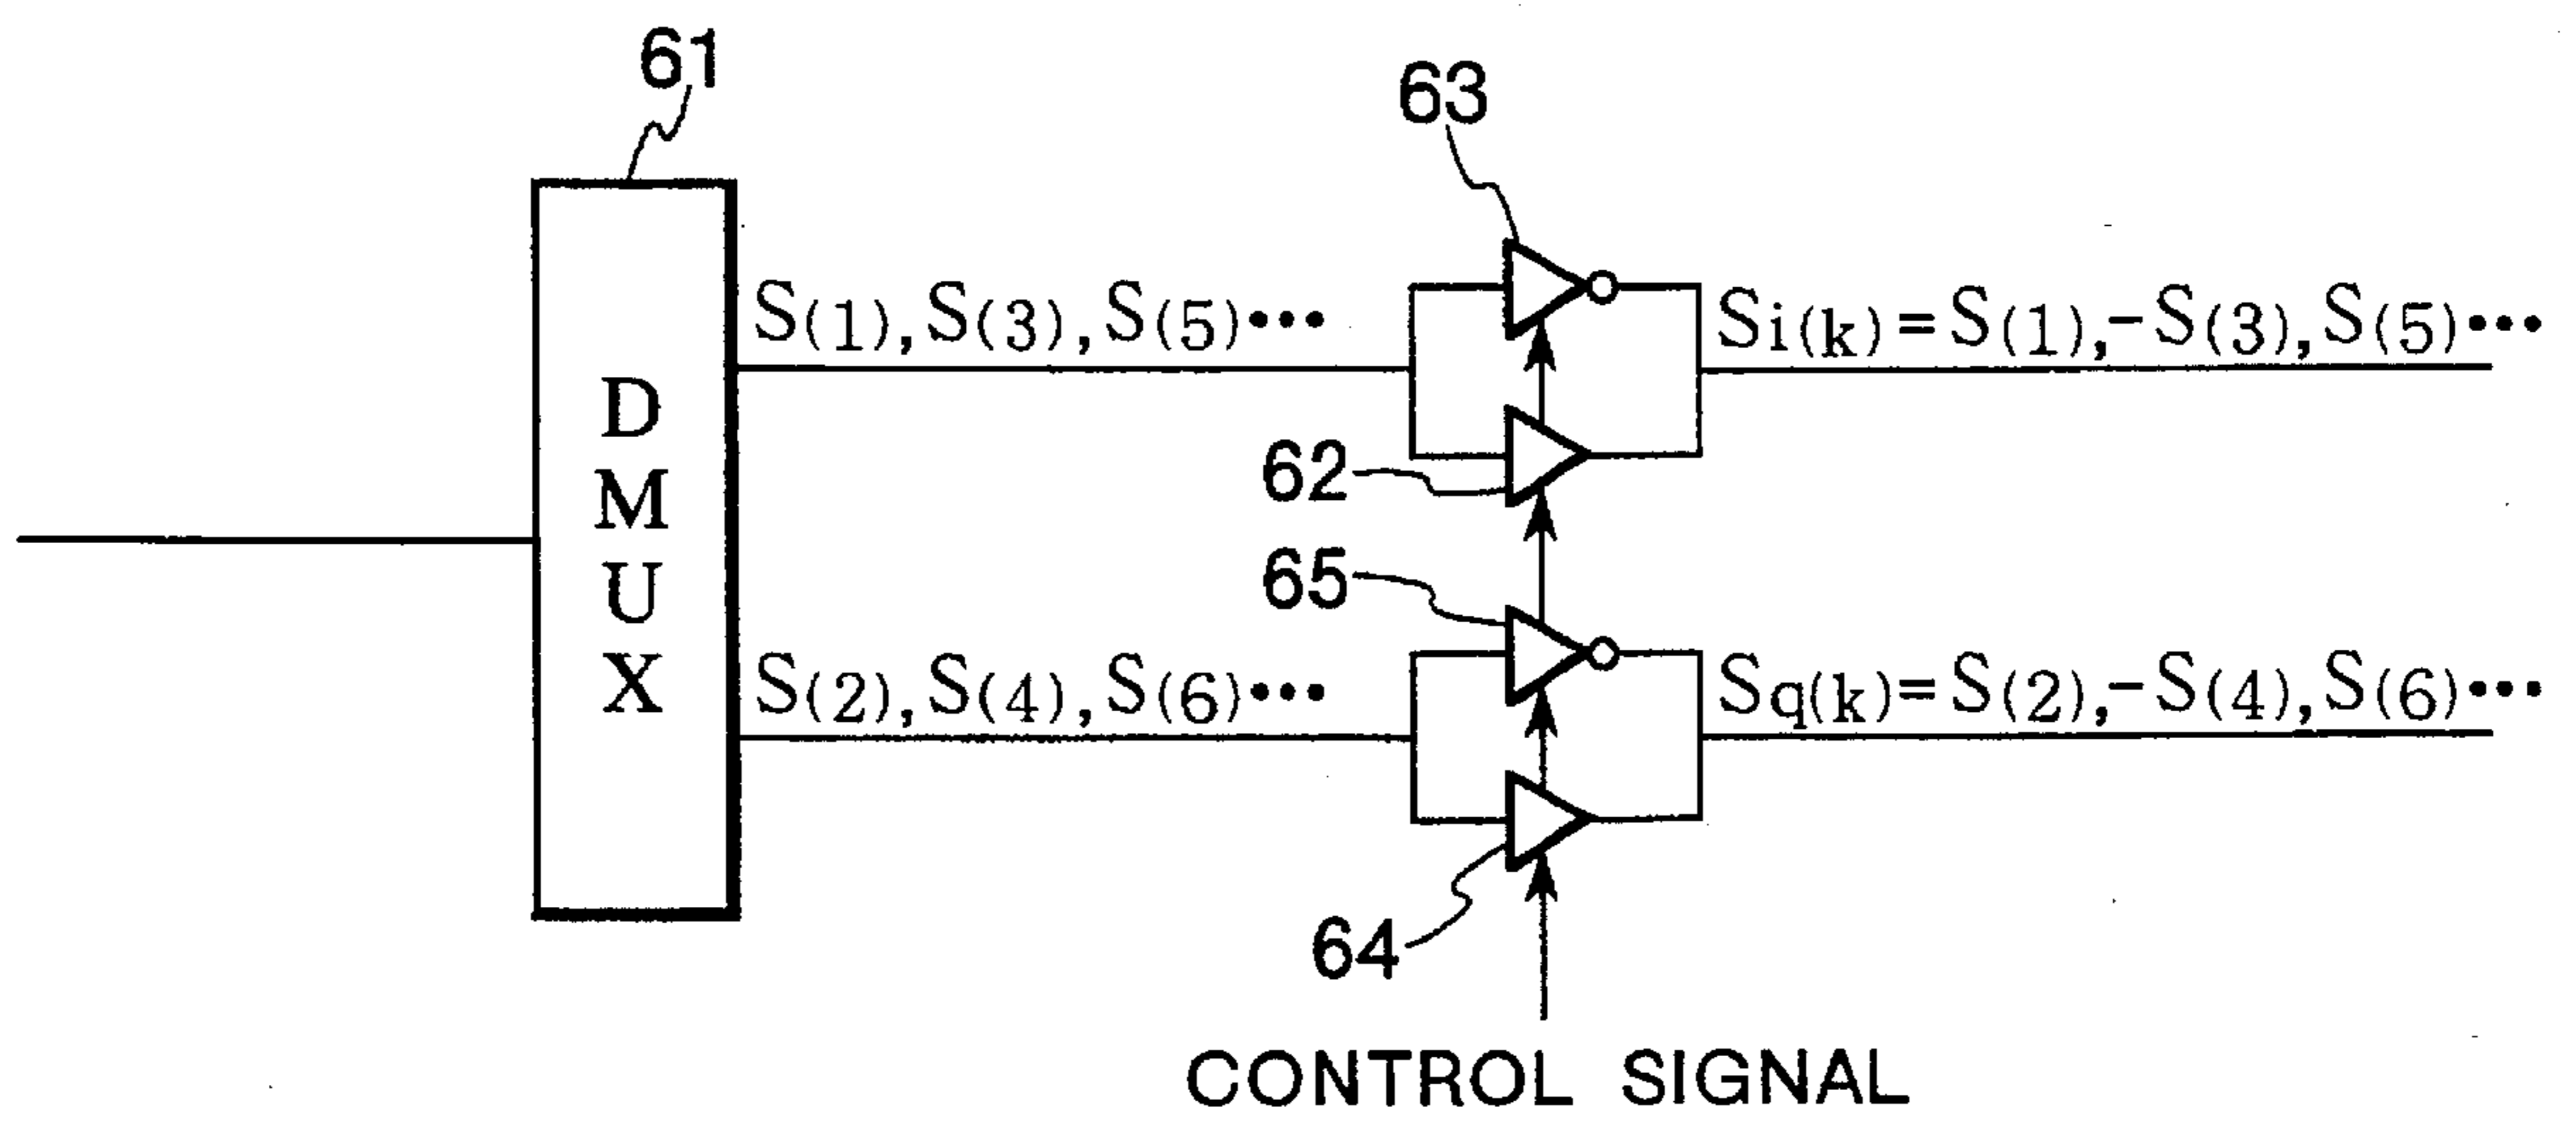 61
63
S(1),S(3),S(5)•••
Si(k)=S(1),-S(3),S(5)•••
DMUX
62
65
S(2),S(4),S(6)•••
Sq(k)=S(2),-S(4),S(6)•••
64
CONTROL SIGNAL